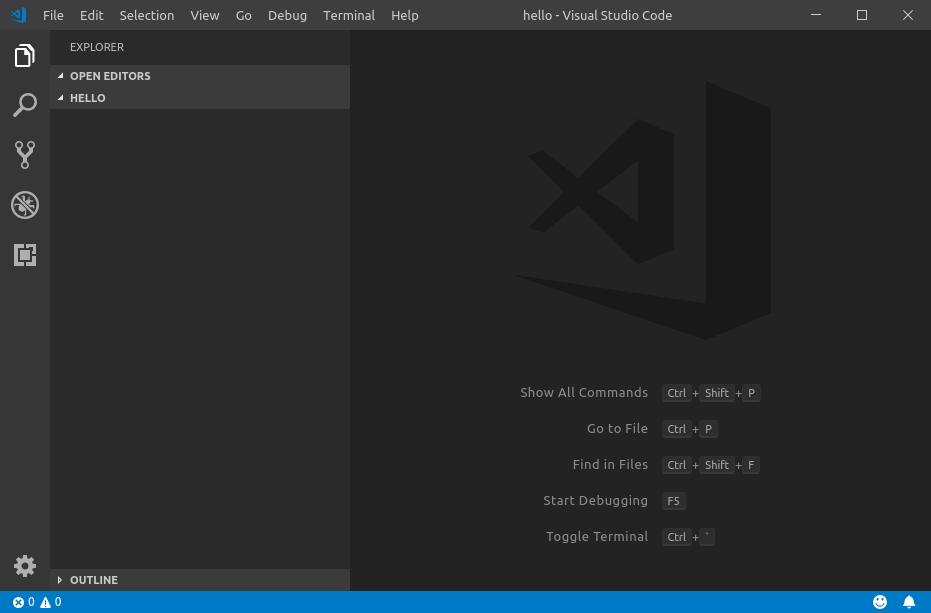 File Edit Selection View Go Debug Terminal Help hello - Visual Studio Code
EXPLORER
OPEN EDITORS
HELLO
Show All Commands Ctrl + Shift + P
Go to File Ctrl + P
Find in Files Ctrl + Shift + F
Start Debugging F5
Toggle Terminal Ctrl + `
OUTLINE
0 0